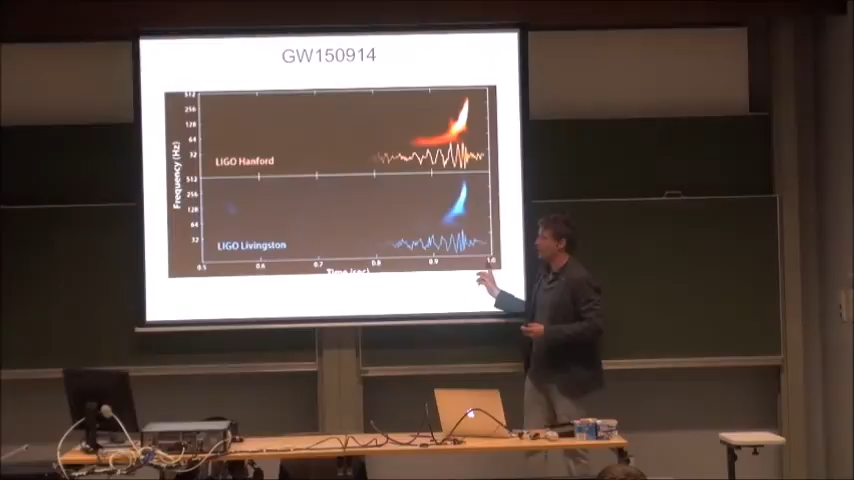 GW150914
512
256
128
64
32
LIGO Hanford
512
256
128
64
32
LIGO Livingston
Frequency (Hz)
0.5 0.6 0.7 0.8 0.9 1.0
Time (sec)